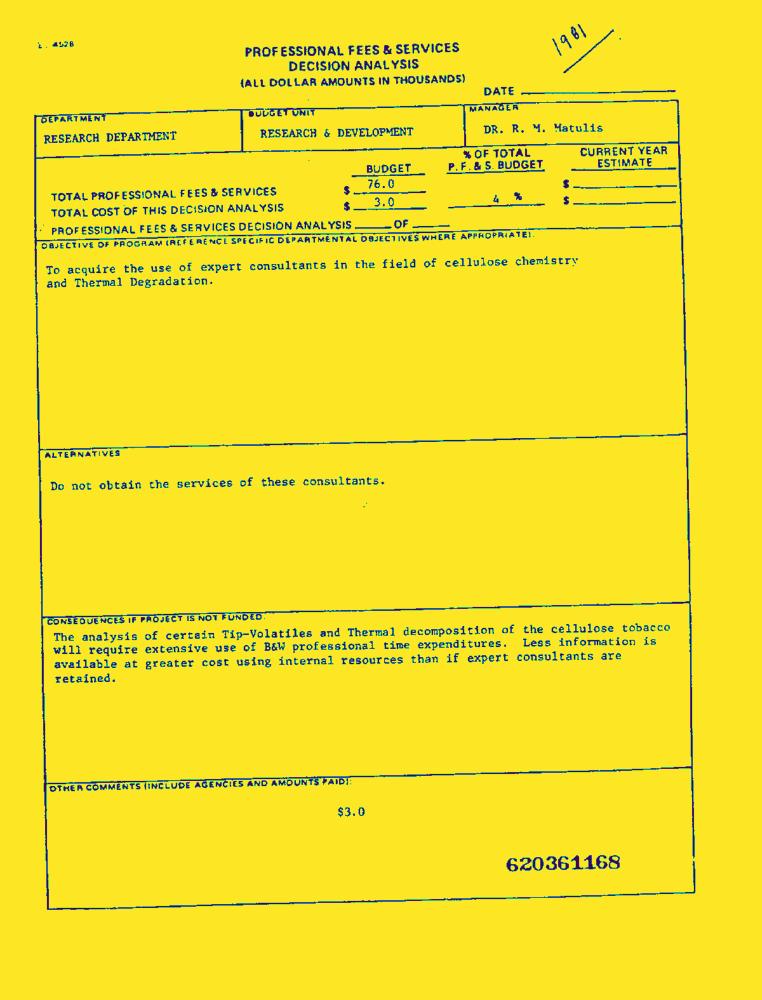 1981
PROFESSIONAL FEES & SERVICES
DECISION ANALYSIS
(ALL DOLLAR AMOUNTS IN THOUSANDS)
DATE
DEPARTMENT
RESEARCH DEPARTMENT
BUDGET UNIT
RESEARCH & DEVELOPMENT
MANAGER
DR. R. M. Matulis
BUDGET
% OF TOTAL
P. F. & S. BUDGET
CURRENT YEAR
ESTIMATE
TOTAL PROFESSIONAL FEES & SERVICES $ 76.0 $
TOTAL COST OF THIS DECISION ANALYSIS $ 3.0 4 % $
PROFESSIONAL FEES & SERVICES DECISION ANALYSIS OF
OBJECTIVE OF PROGRAM (REFERENCE SPECIFIC DEPARTMENTAL OBJECTIVES WHERE APPROPRIATE).
To acquire the use of expert consultants in the field of cellulose chemistry
and Thermal Degradation.
ALTERNATIVES
Do not obtain the services of these consultants.
CONSEQUENCES IF PROJECT IS NOT FUNDED:
The analysis of certain Tip-Volatiles and Thermal decomposition of the cellulose tobacco
will require extensive use of B&W professional time expenditures. Less information is
available at greater cost using internal resources than if expert consultants are
retained.
OTHER COMMENTS (INCLUDE AGENCIES AND AMOUNTS PAID):
$3.0
620361168